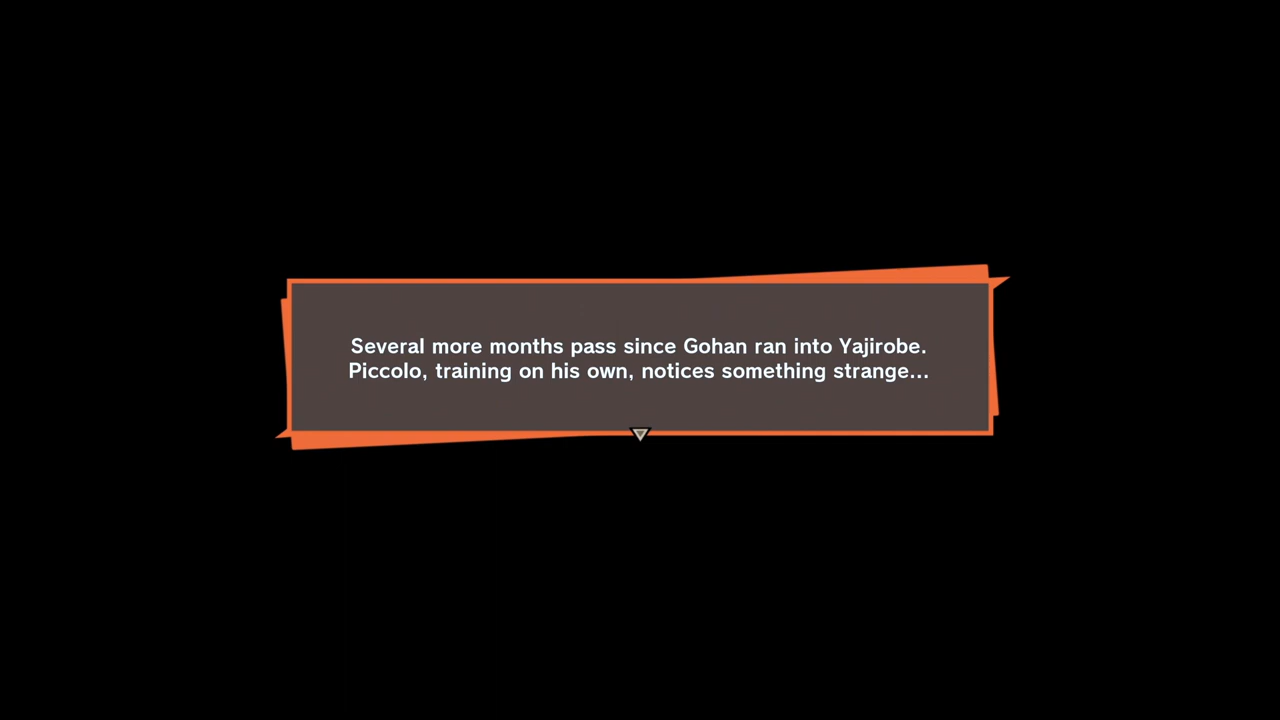 Several more months pass since Gohan ran into Yajirobe.
Piccolo, training on his own, notices something strange...